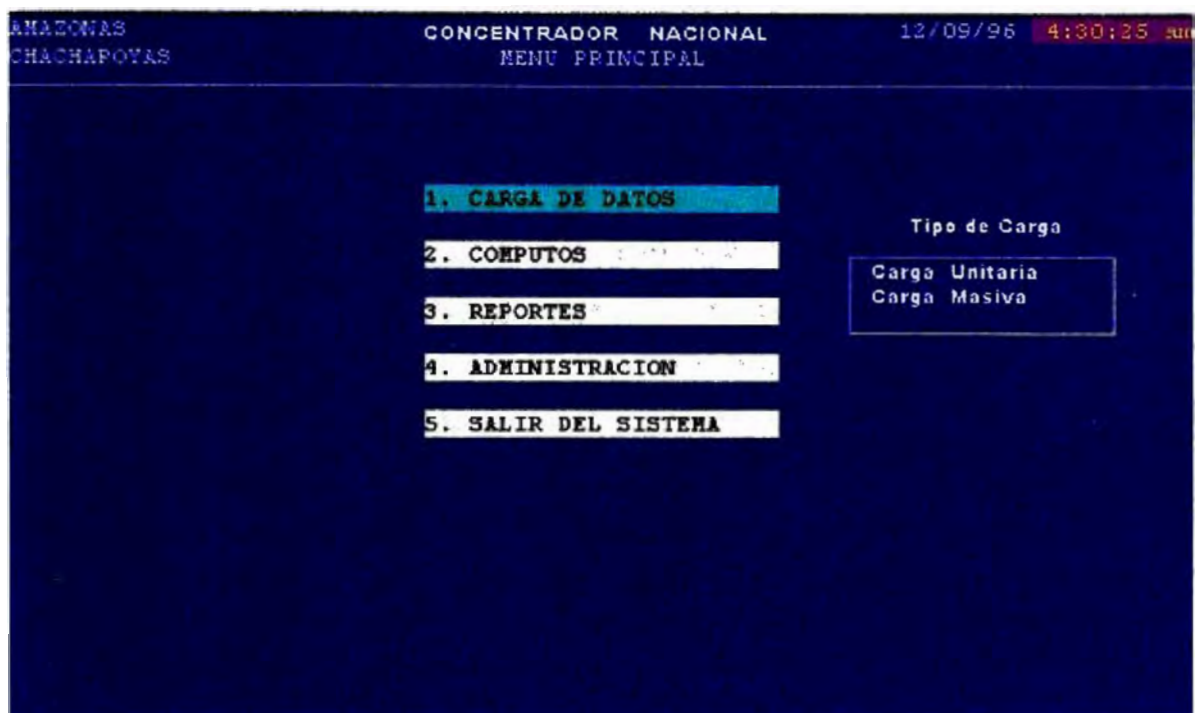 AMAZONAS
CHACHAPOYAS
CONCENTRADOR NACIONAL
MENU PRINCIPAL
12/09/96 4:30:25
1. CARGA DE DATOS
2. COMPUTOS
3. REPORTES
4. ADMINISTRACION
5. SALIR DEL SISTEMA
Tipo de Carga
Carga Unitaria
Carga Masiva